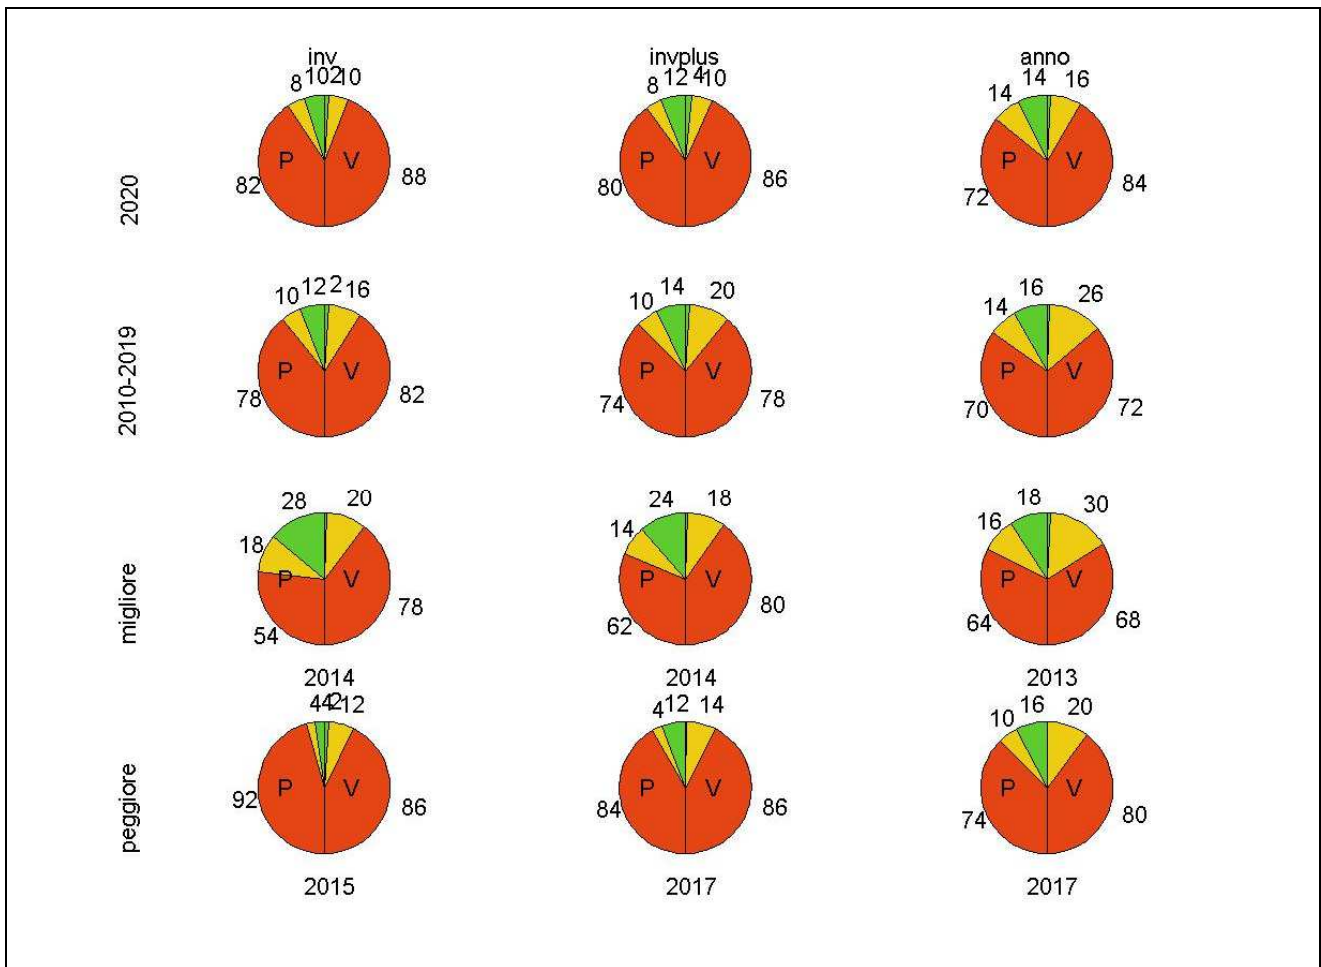 inv invplus anno
8 10 2 10 8 12 4 10 14 14 16
P V P V P V
82 88 80 86 72 84
2020
10 12 2 16 10 14 20 14 16 26
P V P V P V
78 82 74 78 70 72
2010-2019
18 28 20 14 24 18 16 18 30
P V P V P V
54 78 62 80 64 68
migliore
2014 2014 2013
4 4 2 12 4 12 14 10 16 20
P V P V P V
92 86 84 86 74 80
peggiore
2015 2017 2017